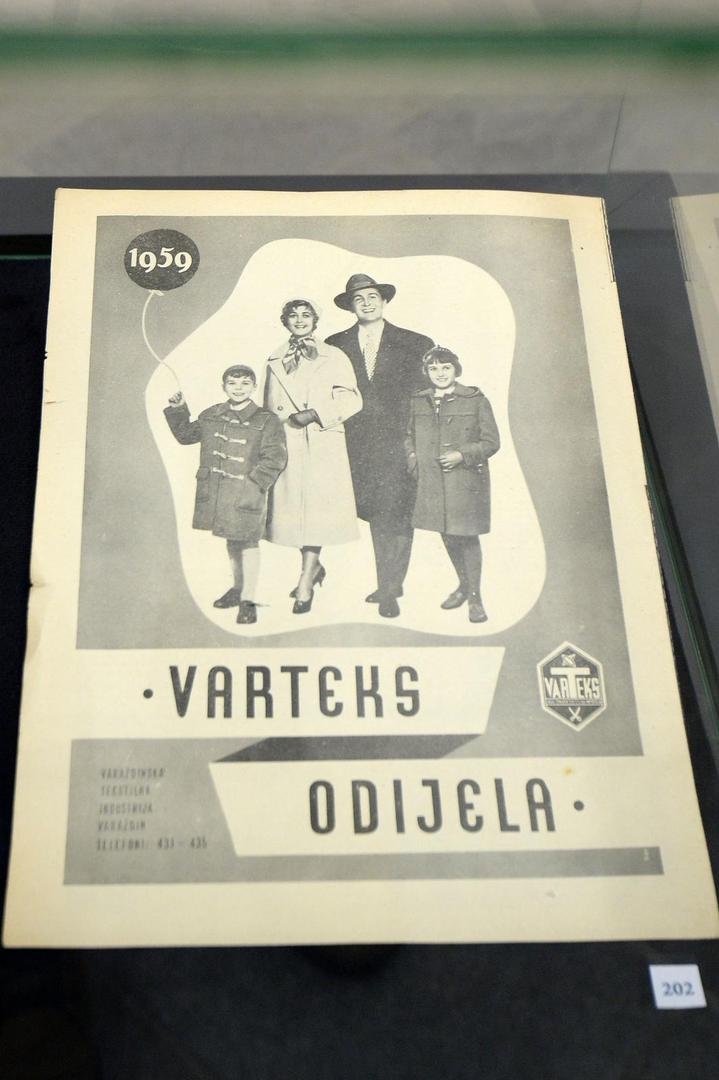 1959
· VARTEKS
VARTEKS
ODIJELA ·
VARAŽDINSKA
TEKSTILNA
INDUSTRIJA
VARAŽDIN
TELEFONI: 431 – 435
202